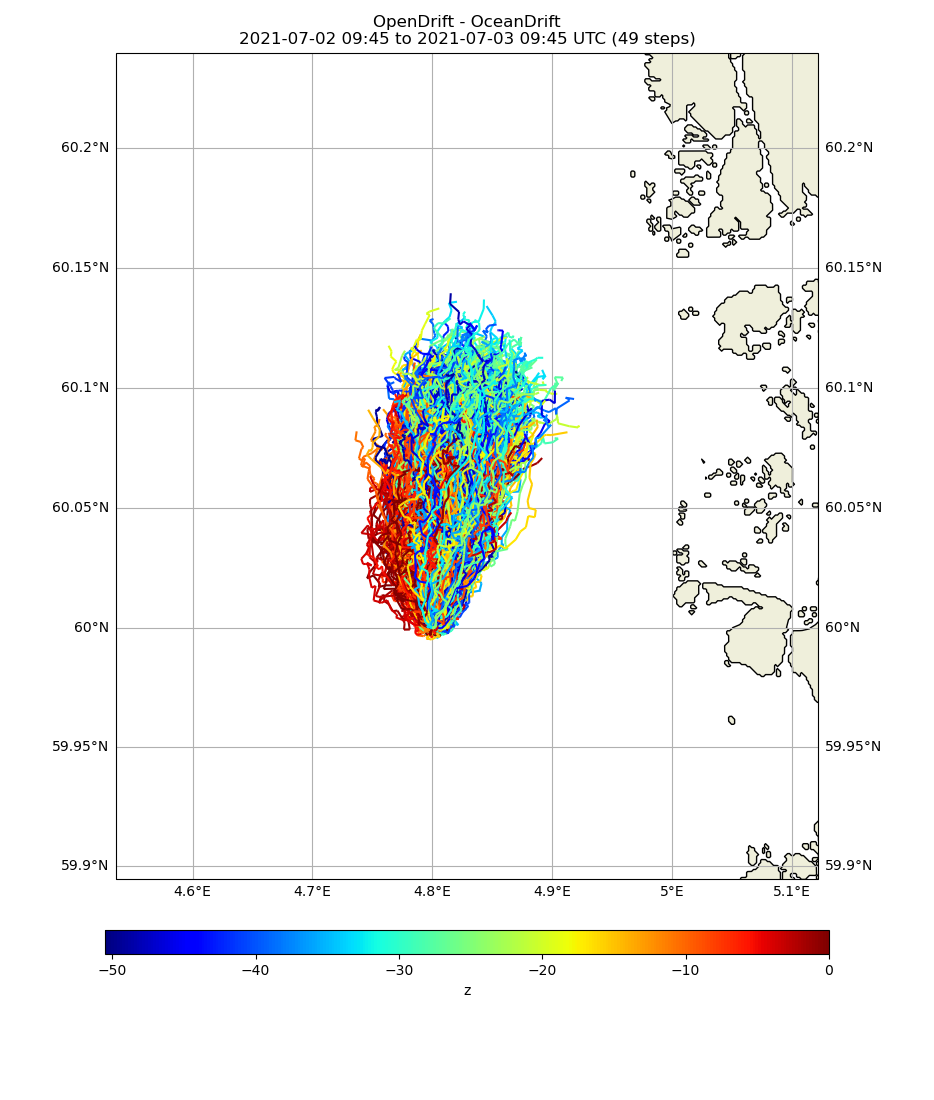 OpenDrift - OceanDrift
2021-07-02 09:45 to 2021-07-03 09:45 UTC (49 steps)
60.2°N 60.2°N
60.15°N 60.15°N
60.1°N 60.1°N
60.05°N 60.05°N
60°N 60°N
59.95°N 59.95°N
59.9°N 59.9°N
4.6°E 4.7°E 4.8°E 4.9°E 5°E 5.1°E
−50 −40 −30 −20 −10 0
z